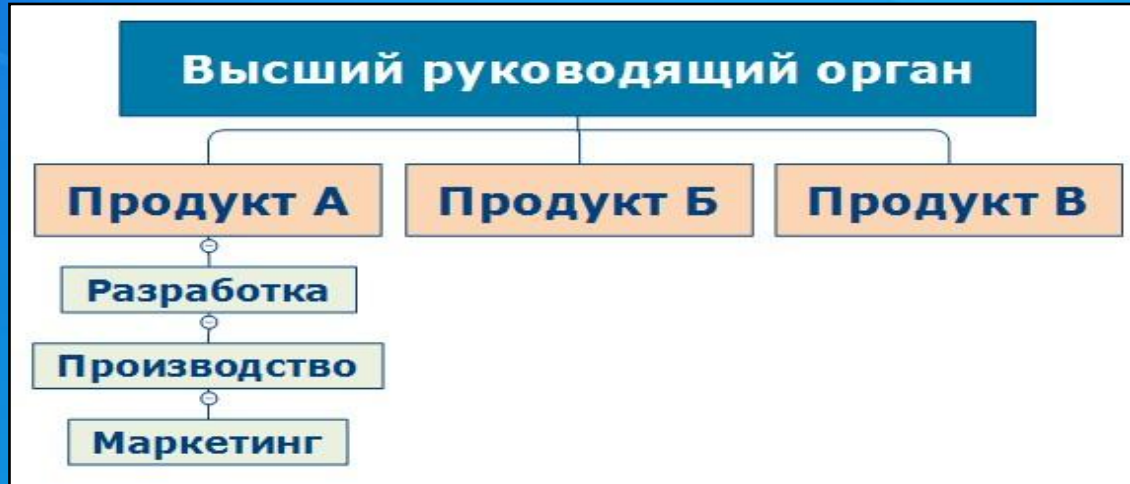 Высший руководящий орган
Продукт А
Продукт Б
Продукт В
Разработка
Производство
Маркетинг